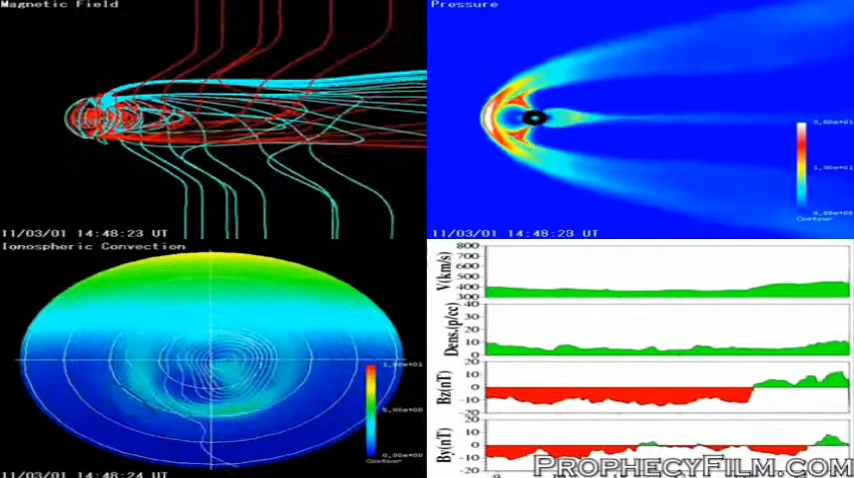 Magnetic Field
11/03/01 14:48:23 UT
Pressure
11/03/01 14:48:23 UT
Contour
Ionospheric Convection
11/03/01 14:48:24 UT
Contour
V(km/s)
800
700
600
500
400
300
Dens.(p/cc)
40
30
20
10
0
Bz(nT)
20
10
0
-10
-20
By(nT)
20
10
0
-10
-20
PROPHECYFILM.COM